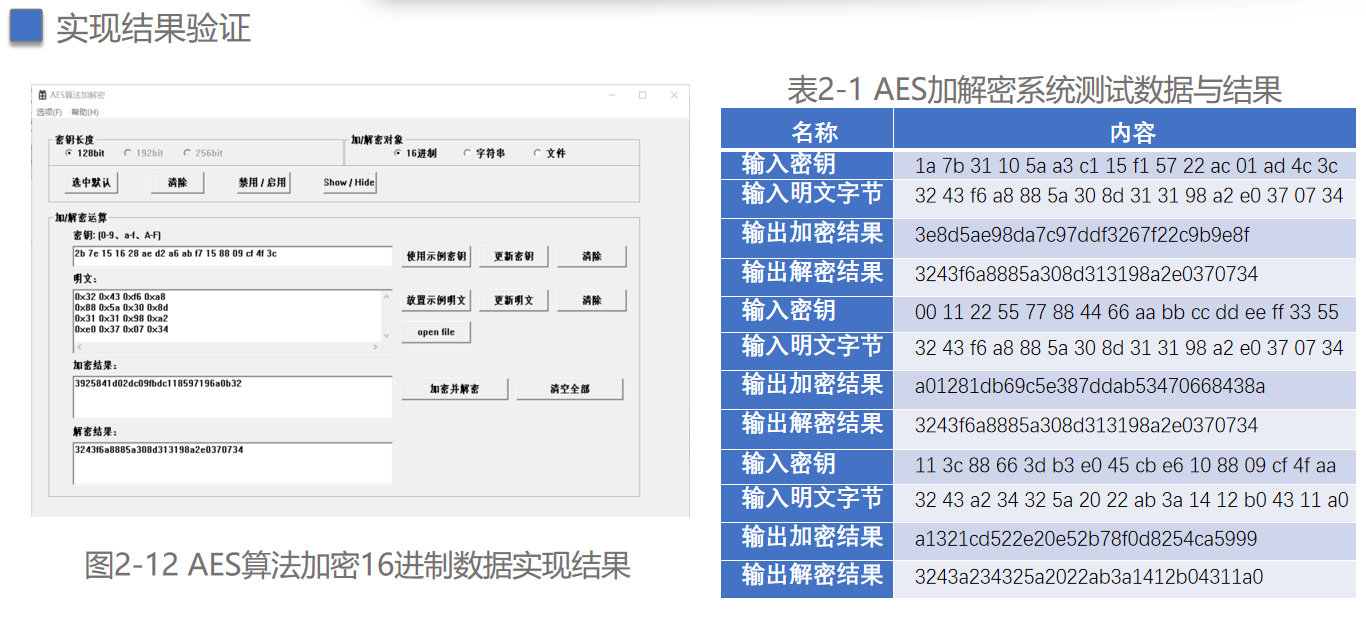 实现结果验证
AES算法加解密
选项(F) 帮助(H)
密钥长度
128bit 192bit 256bit
加/解密对象
16进制 字符串 文件
选中默认 清除 禁用 / 启用 Show / Hide
加/解密运算
密钥: [0-9、a-f、A-F]
2b 7e 15 16 28 ae d2 a6 ab f7 15 88 09 cf 4f 3c
使用示例密钥 更新密钥 清除
明文:
0x32 0x43 0xf6 0xa8
0x88 0x5a 0x30 0x8d
0x31 0x31 0x98 0xa2
0xe0 0x37 0x07 0x34
放置示例明文 更新明文 清除
open file
加密结果:
3925841d02dc09fbdc118597196a0b32
加密并解密 清空全部
解密结果:
3243f6a8885a308d313198a2e0370734
图2-12 AES算法加密16进制数据实现结果
表2-1 AES加解密系统测试数据与结果
名称 内容
输入密钥 1a 7b 31 10 5a a3 c1 15 f1 57 22 ac 01 ad 4c 3c
输入明文字节 32 43 f6 a8 88 5a 30 8d 31 31 98 a2 e0 37 07 34
输出加密结果 3e8d5ae98da7c97ddf3267f22c9b9e8f
输出解密结果 3243f6a8885a308d313198a2e0370734
输入密钥 00 11 22 55 77 88 44 66 aa bb cc dd ee ff 33 55
输入明文字节 32 43 f6 a8 88 5a 30 8d 31 31 98 a2 e0 37 07 34
输出加密结果 a01281db69c5e387ddab53470668438a
输出解密结果 3243f6a8885a308d313198a2e0370734
输入密钥 11 3c 88 66 3d b3 e0 45 cb e6 10 88 09 cf 4f aa
输入明文字节 32 43 a2 34 32 5a 20 22 ab 3a 14 12 b0 43 11 a0
输出加密结果 a1321cd522e20e52b78f0d8254ca5999
输出解密结果 3243a234325a2022ab3a1412b04311a0